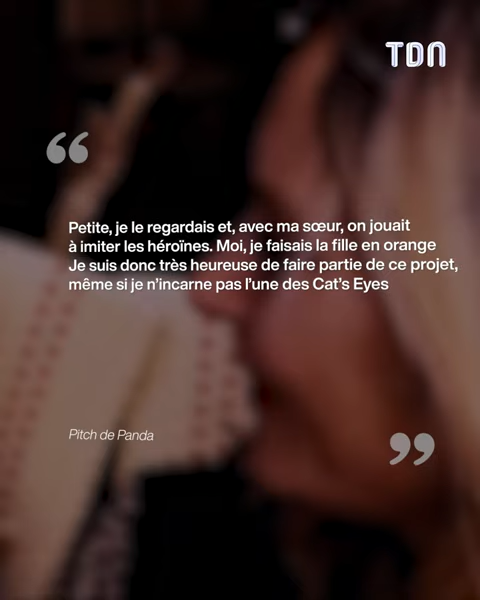 TDN
“
Petite, je le regardais et, avec ma sœur, on jouait
à imiter les héroïnes. Moi, je faisais la fille en orange
Je suis donc très heureuse de faire partie de ce projet,
même si je n’incarne pas l’une des Cat’s Eyes
Pitch de Panda
”